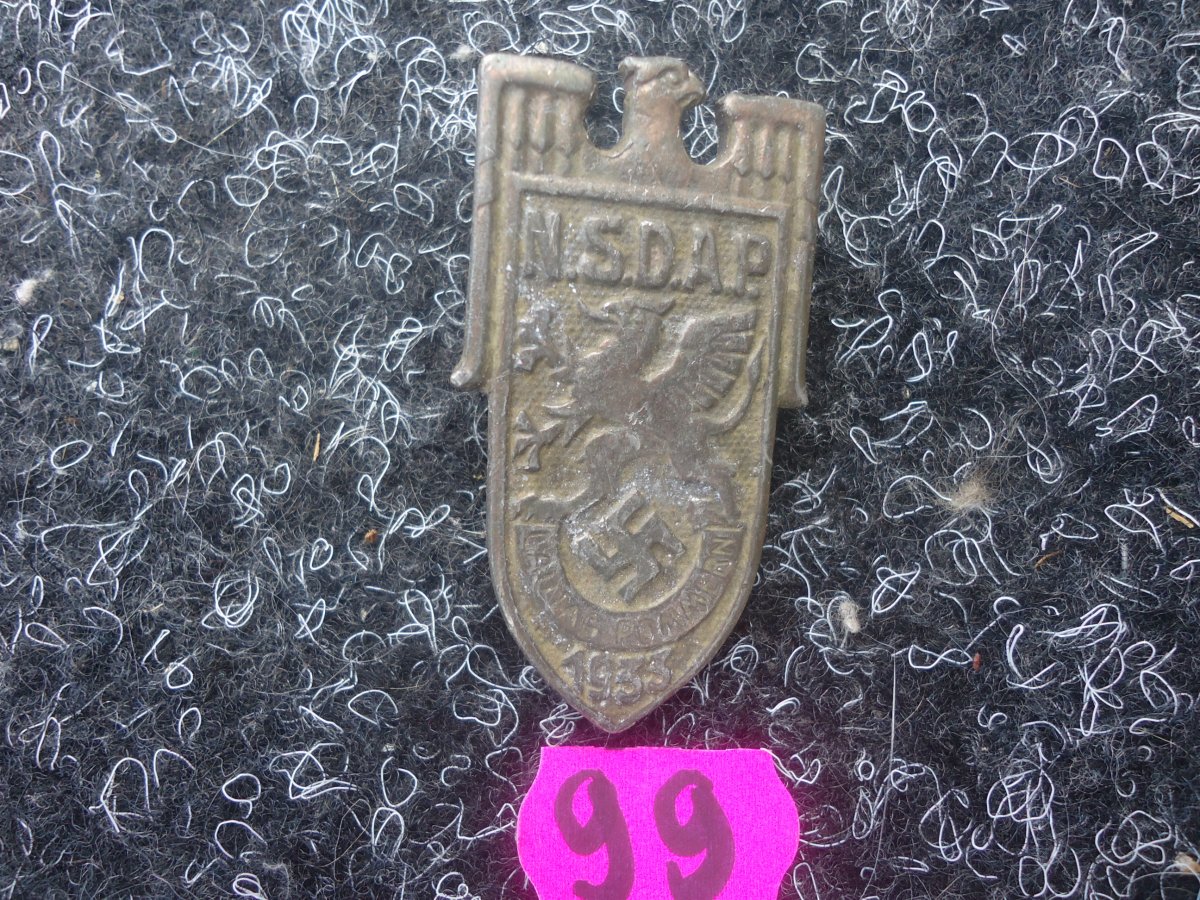 N.S.D.A.P.
GAUTAG POMMERN
1933
99